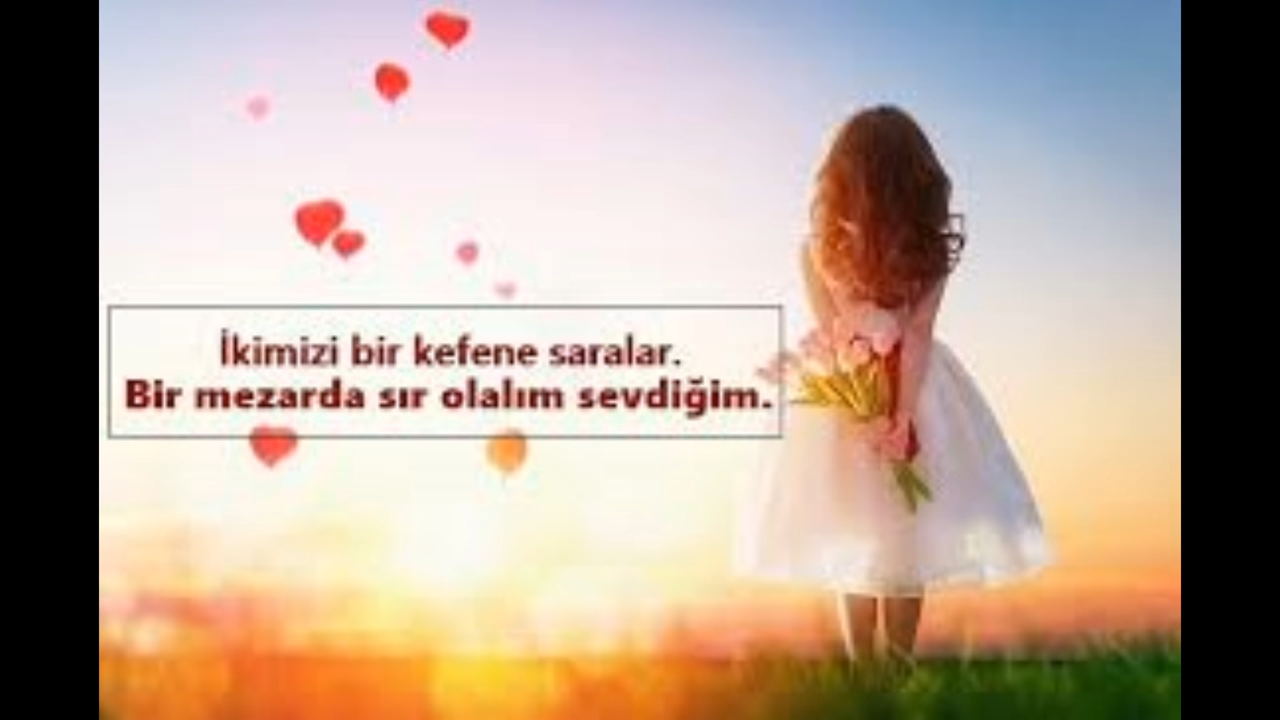 İkimizi bir kefene saralar.
Bir mezarda sır olalım sevdiğim.